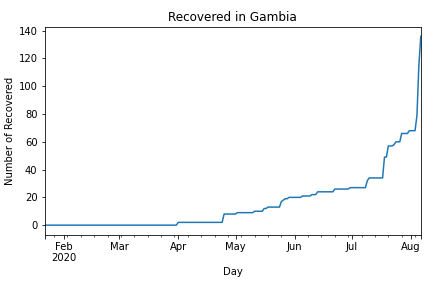 Recovered in Gambia
Number of Recovered
140
120
100
80
60
40
20
0
Feb
2020
Mar
Apr
May
Jun
Jul
Aug
Day